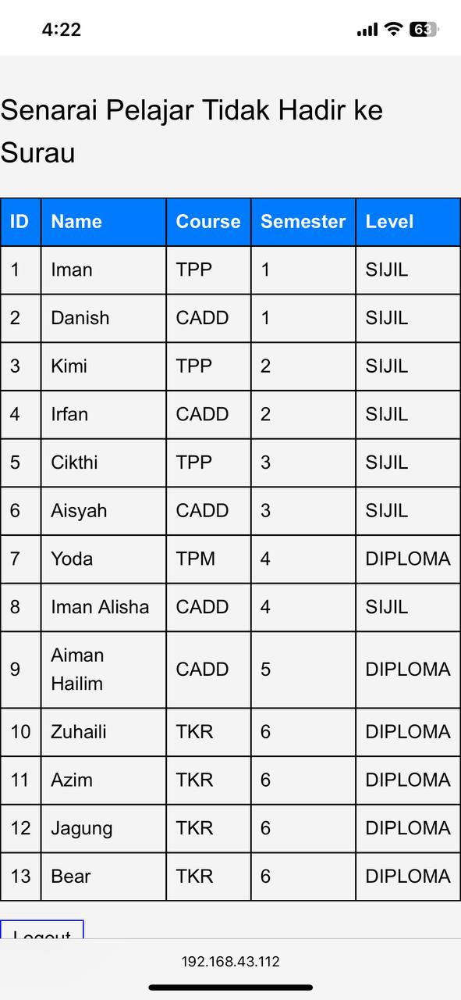 4:22
63
Senarai Pelajar Tidak Hadir ke
Surau
ID Name Course Semester Level
1 Iman TPP 1 SIJIL
2 Danish CADD 1 SIJIL
3 Kimi TPP 2 SIJIL
4 Irfan CADD 2 SIJIL
5 Cikthi TPP 3 SIJIL
6 Aisyah CADD 3 SIJIL
7 Yoda TPM 4 DIPLOMA
8 Iman Alisha CADD 4 SIJIL
9 Aiman Hailim CADD 5 DIPLOMA
10 Zuhaili TKR 6 DIPLOMA
11 Azim TKR 6 DIPLOMA
12 Jagung TKR 6 DIPLOMA
13 Bear TKR 6 DIPLOMA
Logout
192.168.43.112